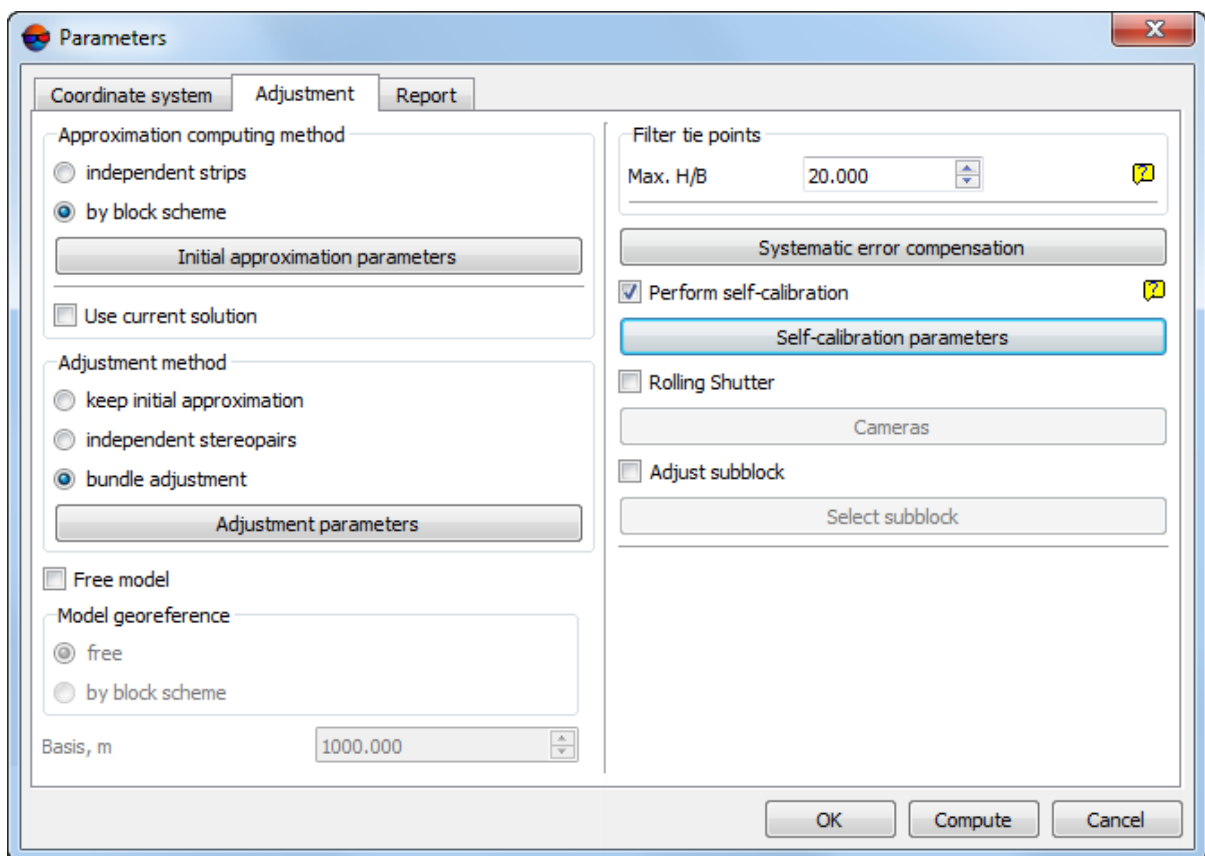 Parameters
Coordinate system Adjustment Report
Approximation computing method
independent strips
by block scheme
Initial approximation parameters
Use current solution
Adjustment method
keep initial approximation
independent stereopairs
bundle adjustment
Adjustment parameters
Free model
Model georeference
free
by block scheme
Basis, m 1000.000
Filter tie points
Max. H/B 20.000 ?
Systematic error compensation
Perform self-calibration ?
Self-calibration parameters
Rolling Shutter
Cameras
Adjust subblock
Select subblock
OK Compute Cancel